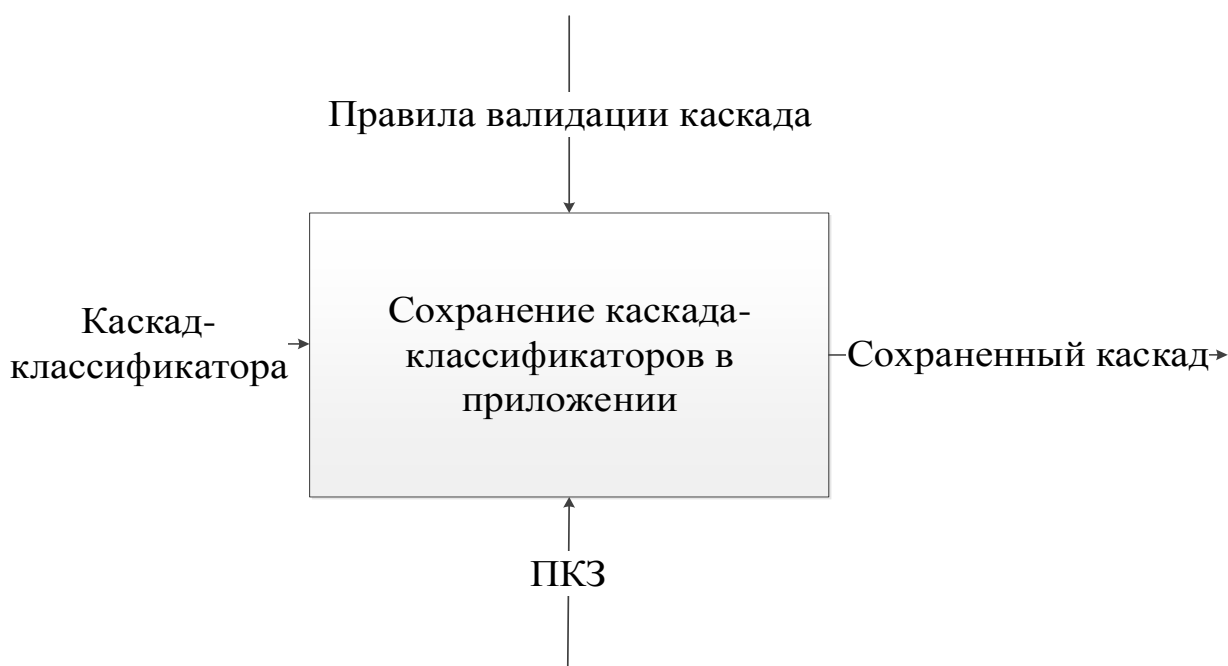 Правила валидации каскада
Каскад-
классификатора
Сохранение каскада-
классификаторов в
приложении
Сохраненный каскад
ПКЗ